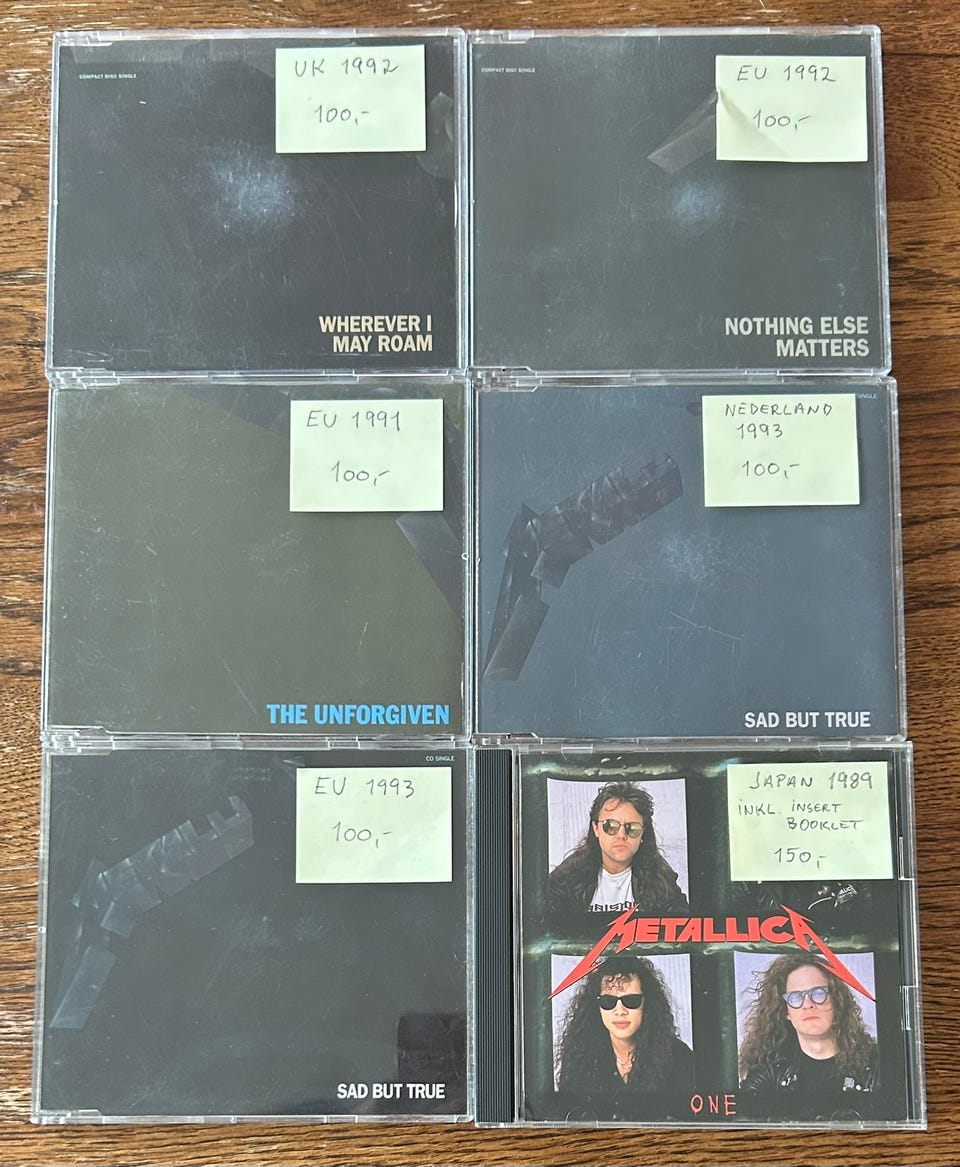 COMPACT DISC SINGLE
UK 1992
100,-
WHEREVER I
MAY ROAM
COMPACT DISC SINGLE
EU 1992
100,-
NOTHING ELSE
MATTERS
EU 1991
100,-
THE UNFORGIVEN
SINGLE
NEDERLAND
1993
100,-
SAD BUT TRUE
CD SINGLE
EU 1993
100,-
SAD BUT TRUE
JAPAN 1989
INKL. INSERT
BOOKLET
150,-
METALLICA
ONE